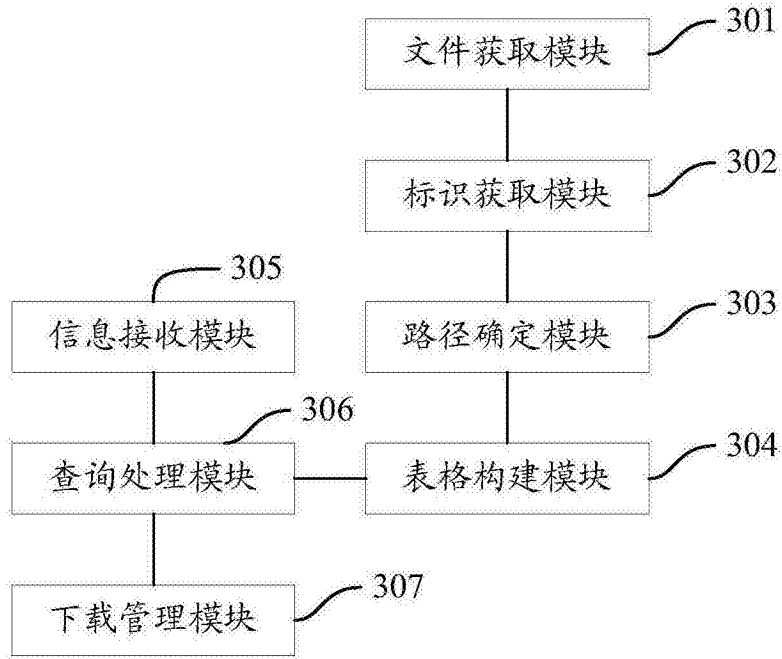 301
文件获取模块
302
标识获取模块
305
303
信息接收模块
路径确定模块
306
304
查询处理模块
表格构建模块
307
下载管理模块